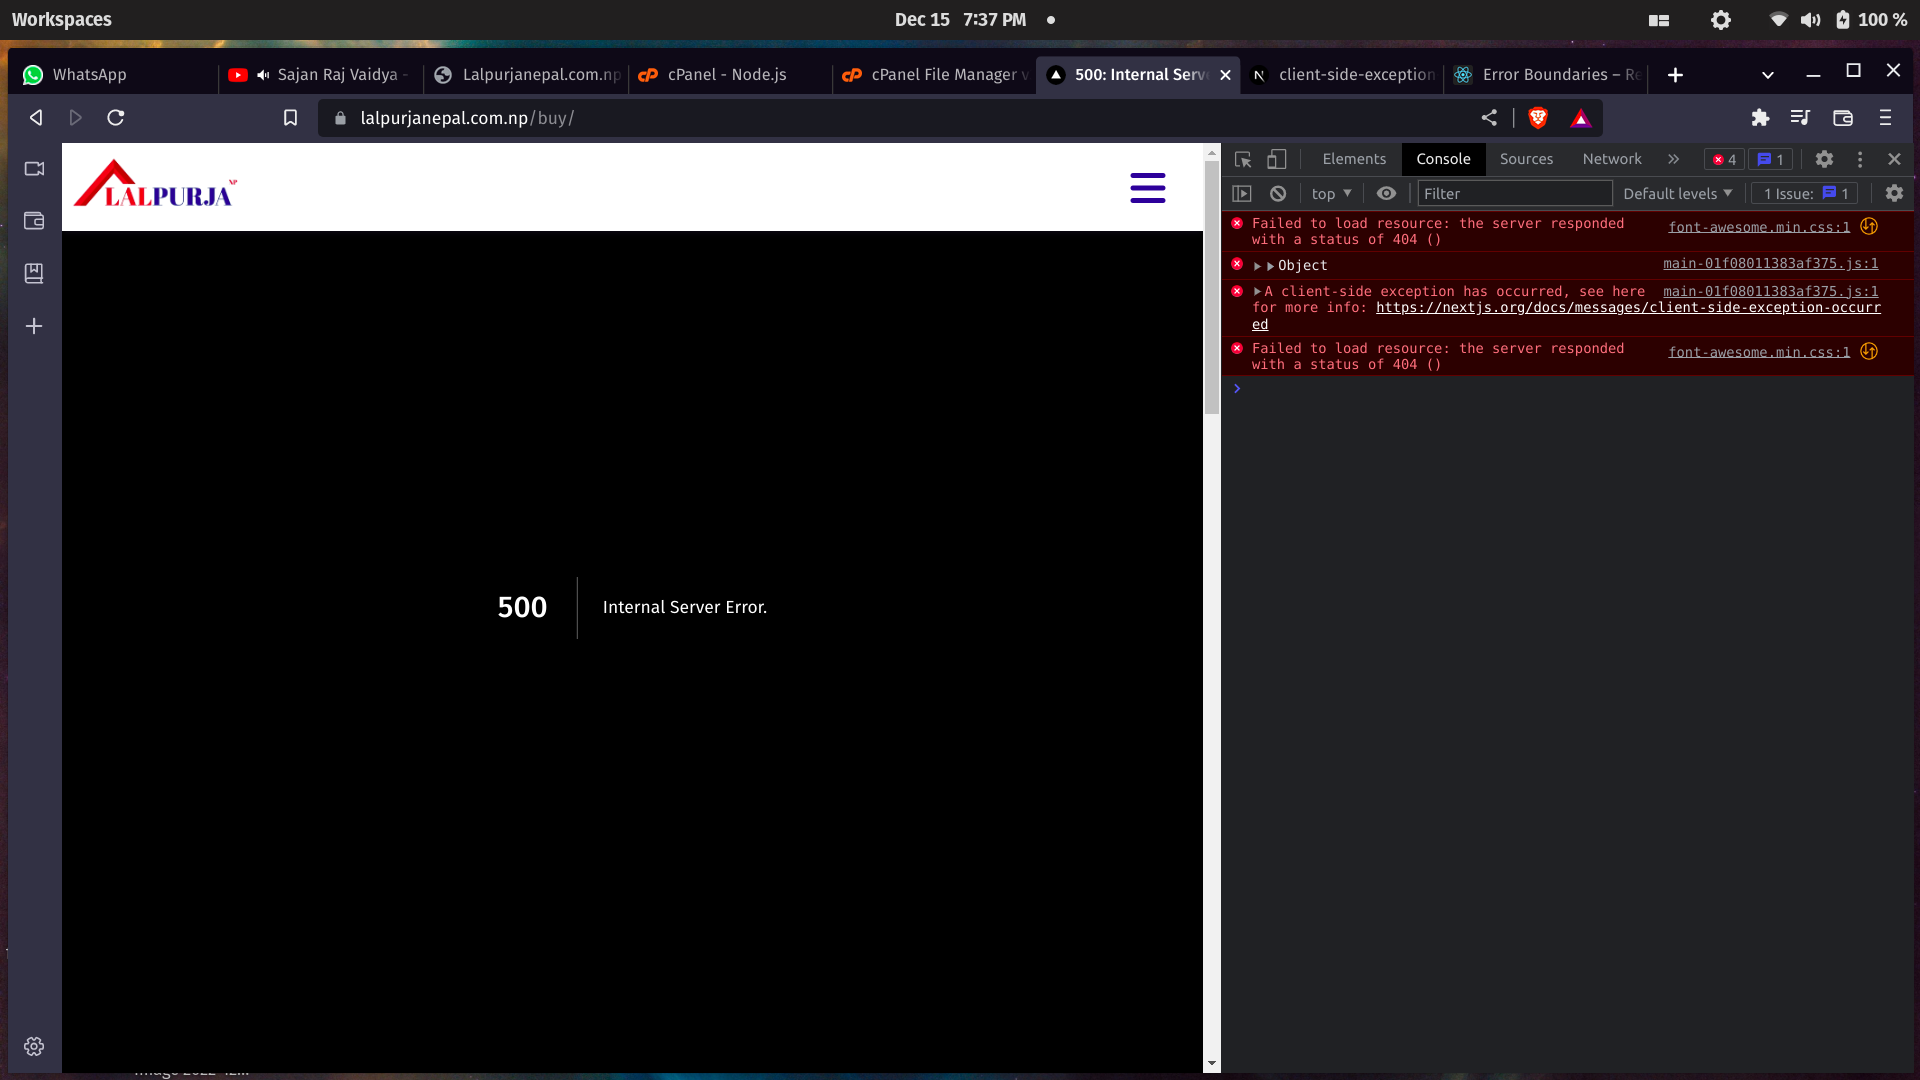 Workspaces
Dec 15 7:37 PM
100 %
WhatsApp
Sajan Raj Vaidya -
Lalpurjanepal.com.np
cPanel - Node.js
cPanel File Manager v
500: Internal Serv
client-side-exception
Error Boundaries – Re
lalpurjanepal.com.np/buy/
LALPURJA NP
Elements
Console
Sources
Network
4
1
top
Filter
Default levels
1 Issue: 1
Failed to load resource: the server responded font-awesome.min.css:1
with a status of 404 ()
Object main-01f08011383af375.js:1
A client-side exception has occurred, see here main-01f08011383af375.js:1
for more info: https://nextjs.org/docs/messages/client-side-exception-occurr
ed
Failed to load resource: the server responded font-awesome.min.css:1
with a status of 404 ()
500
Internal Server Error.